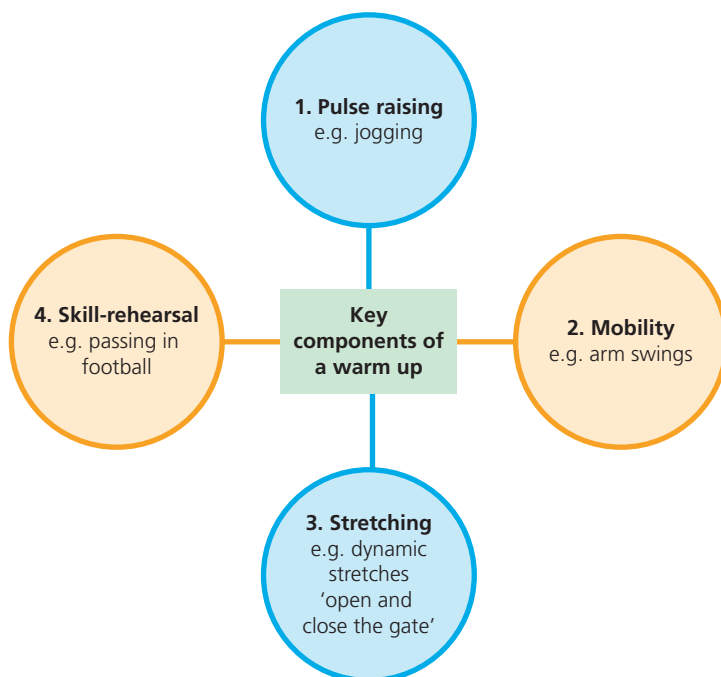 1. Pulse raising
e.g. jogging
4. Skill-rehearsal
e.g. passing in
football
Key
components of
a warm up
2. Mobility
e.g. arm swings
3. Stretching
e.g. dynamic
stretches
‘open and
close the gate’